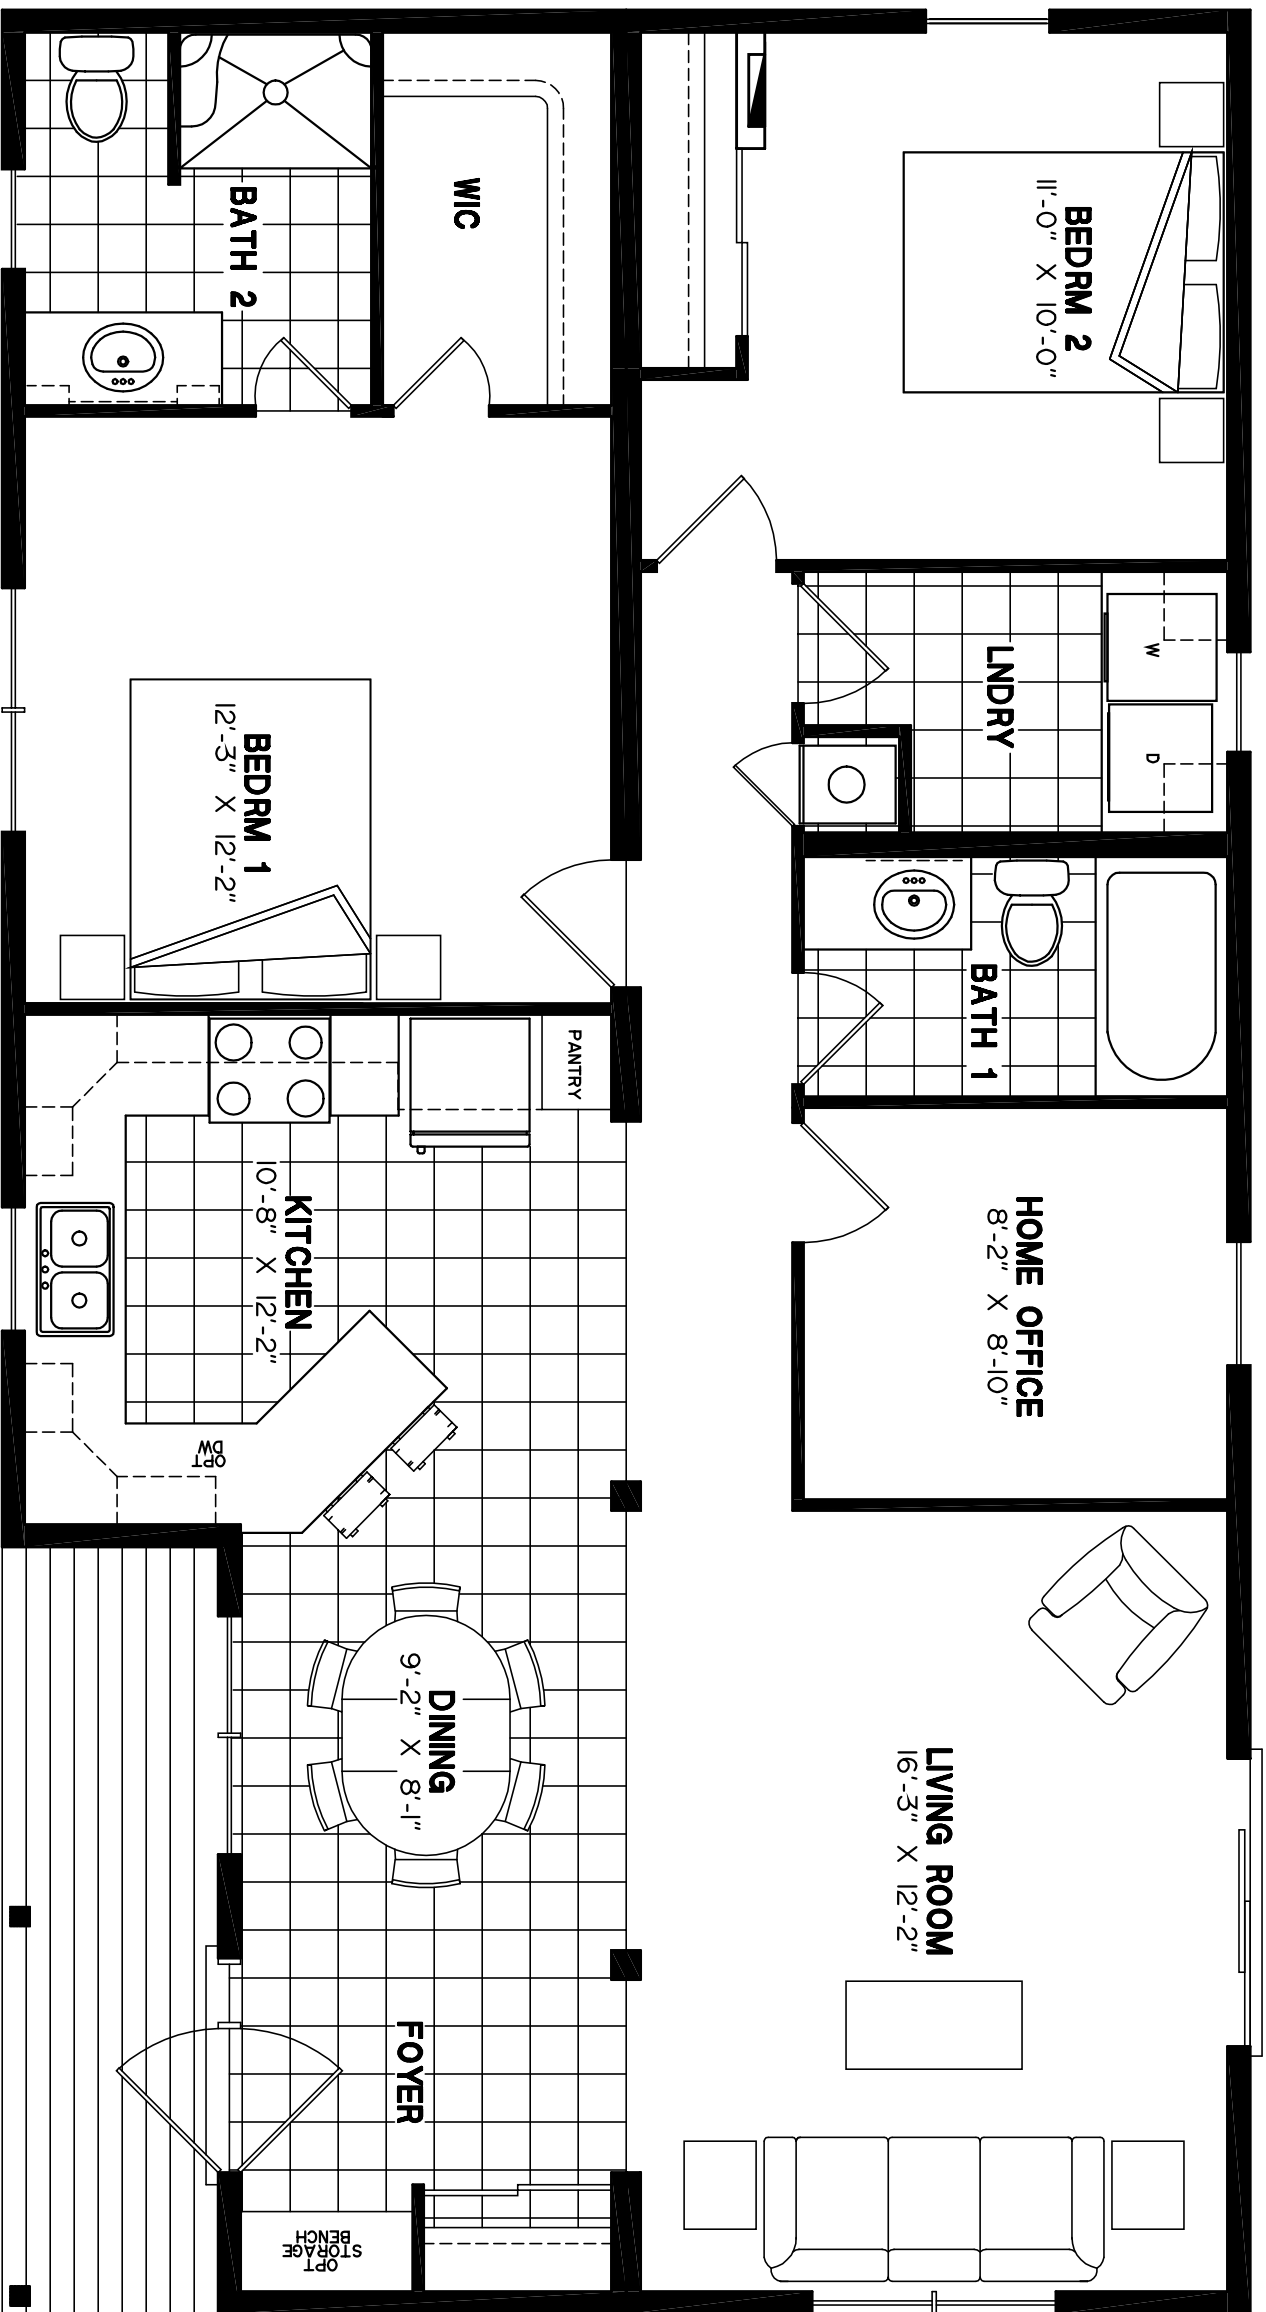 BEDRM 2
11'-0" X 10'-0"
LNDRY
W
D
BATH 1
HOME OFFICE
8'-2" X 8'-10"
LIVING ROOM
16'-3" X 12'-2"
WIC
BATH 2
BEDRM 1
12'-3" X 12'-2"
PANTRY
KITCHEN
10'-8" X 12'-2"
OPT
DW
DINING
9'-2" X 8'-1"
FOYER
OPT
STORAGE
BENCH